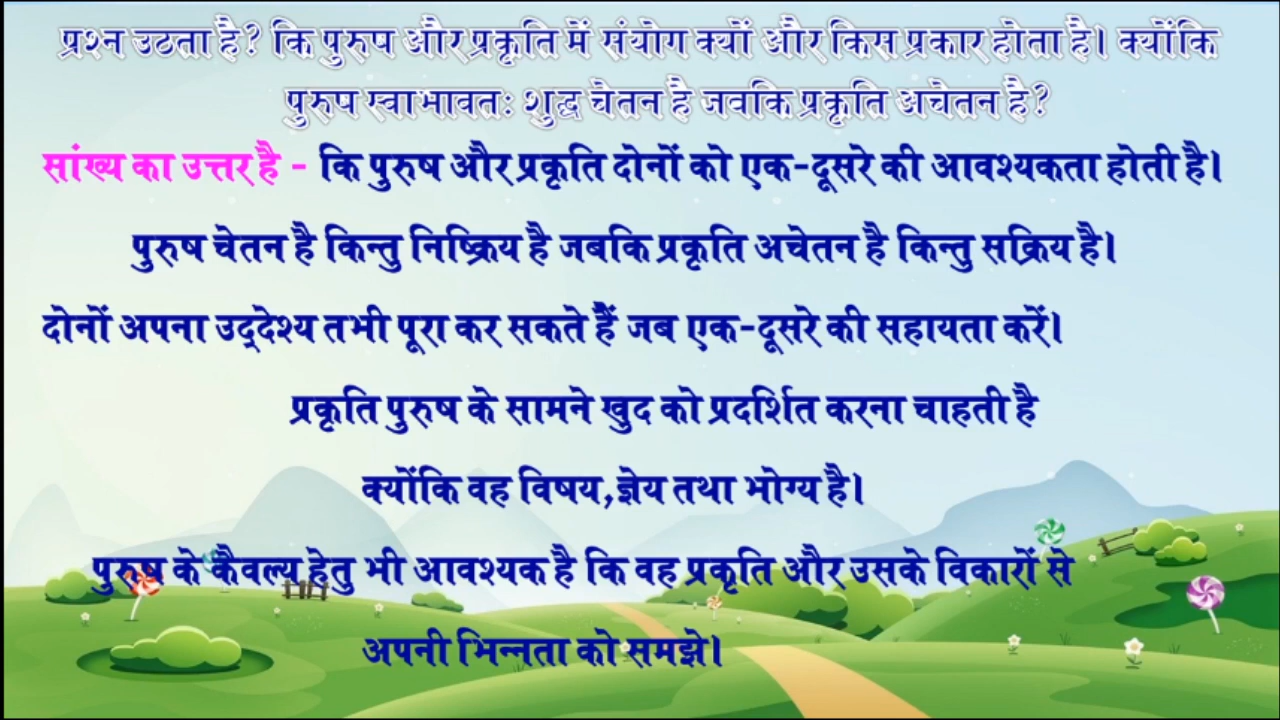 प्रश्न उठता है? कि पुरुष और प्रकृति में संयोग क्यों और किस प्रकार होता है। क्योंकि
पुरुष स्वाभावतः शुद्ध चेतन है जवकि प्रकृति अचेतन है?
सांख्य का उत्तर है - कि पुरुष और प्रकृति दोनों को एक-दूसरे की आवश्यकता होती है।
पुरुष चेतन है किन्तु निष्क्रिय है जबकि प्रकृति अचेतन है किन्तु सक्रिय है।
दोनों अपना उद्देश्य तभी पूरा कर सकते हैं जब एक-दूसरे की सहायता करें।
प्रकृति पुरुष के सामने खुद को प्रदर्शित करना चाहती है
क्योंकि वह विषय,ज्ञेय तथा भोग्य है।
पुरुष के कैवल्य हेतु भी आवश्यक है कि वह प्रकृति और उसके विकारों से
अपनी भिन्नता को समझे।